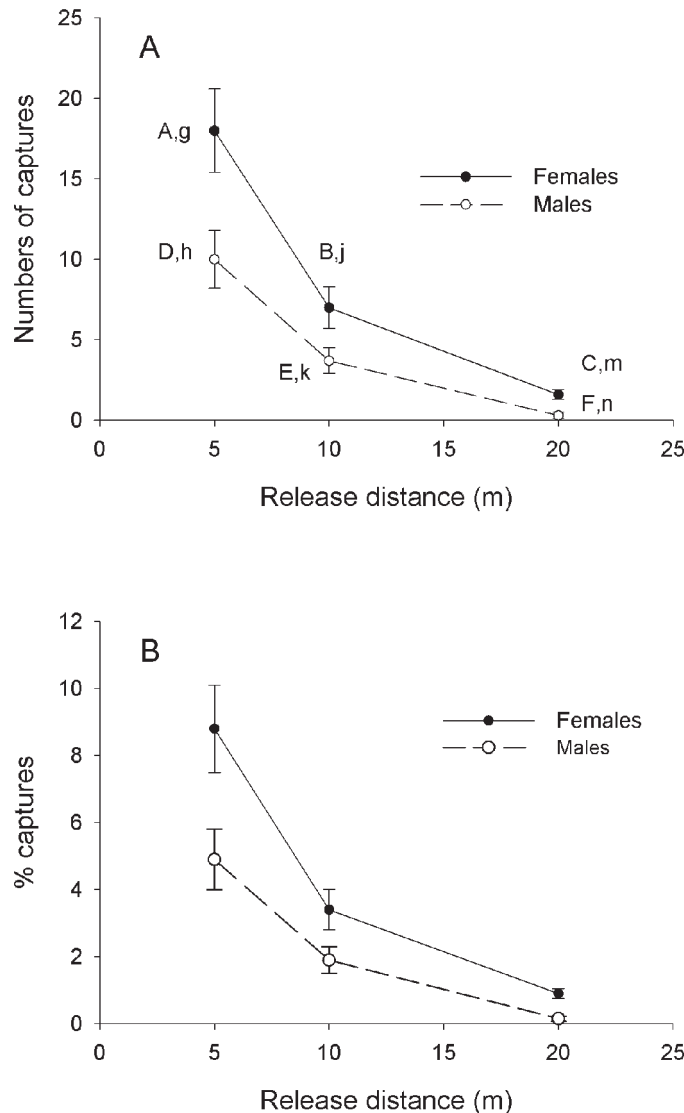 A
25
20
15
10
5
0
Numbers of captures
A,g
D,h
B,j
E,k
C,m
F,n
Females
Males
0 5 10 15 20 25
Release distance (m)
B
12
10
8
6
4
2
0
% captures
Females
Males
0 5 10 15 20 25
Release distance (m)